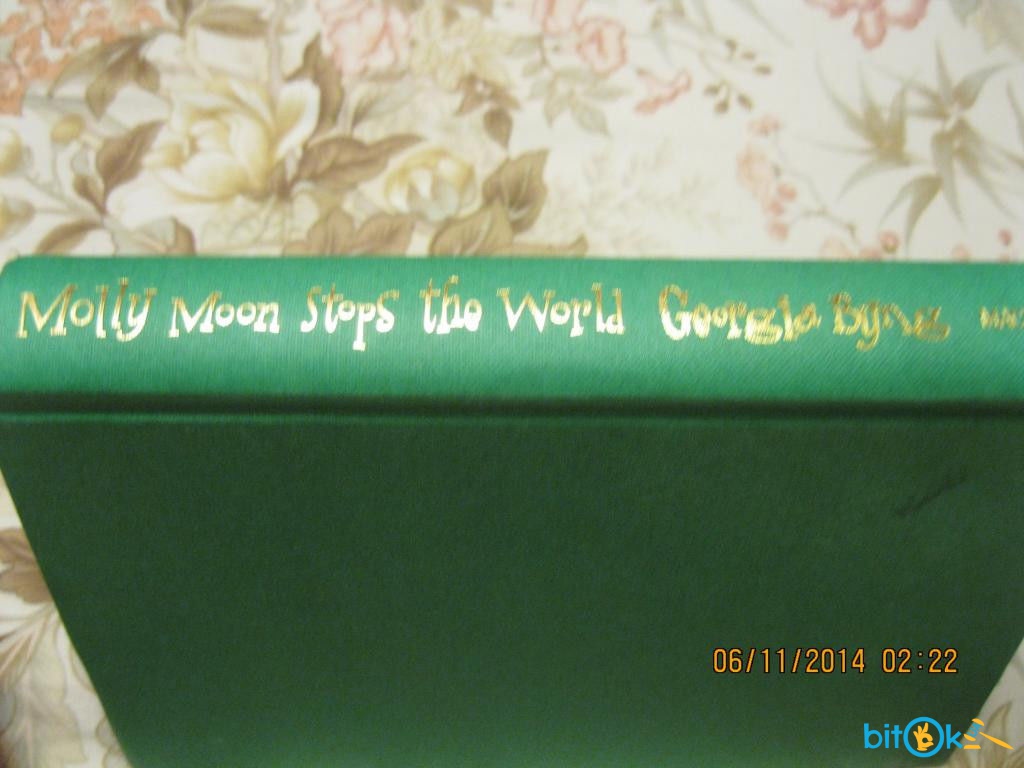 Molly Moon Stops the World Georgia Byng
06/11/2014 02:22
bitOk